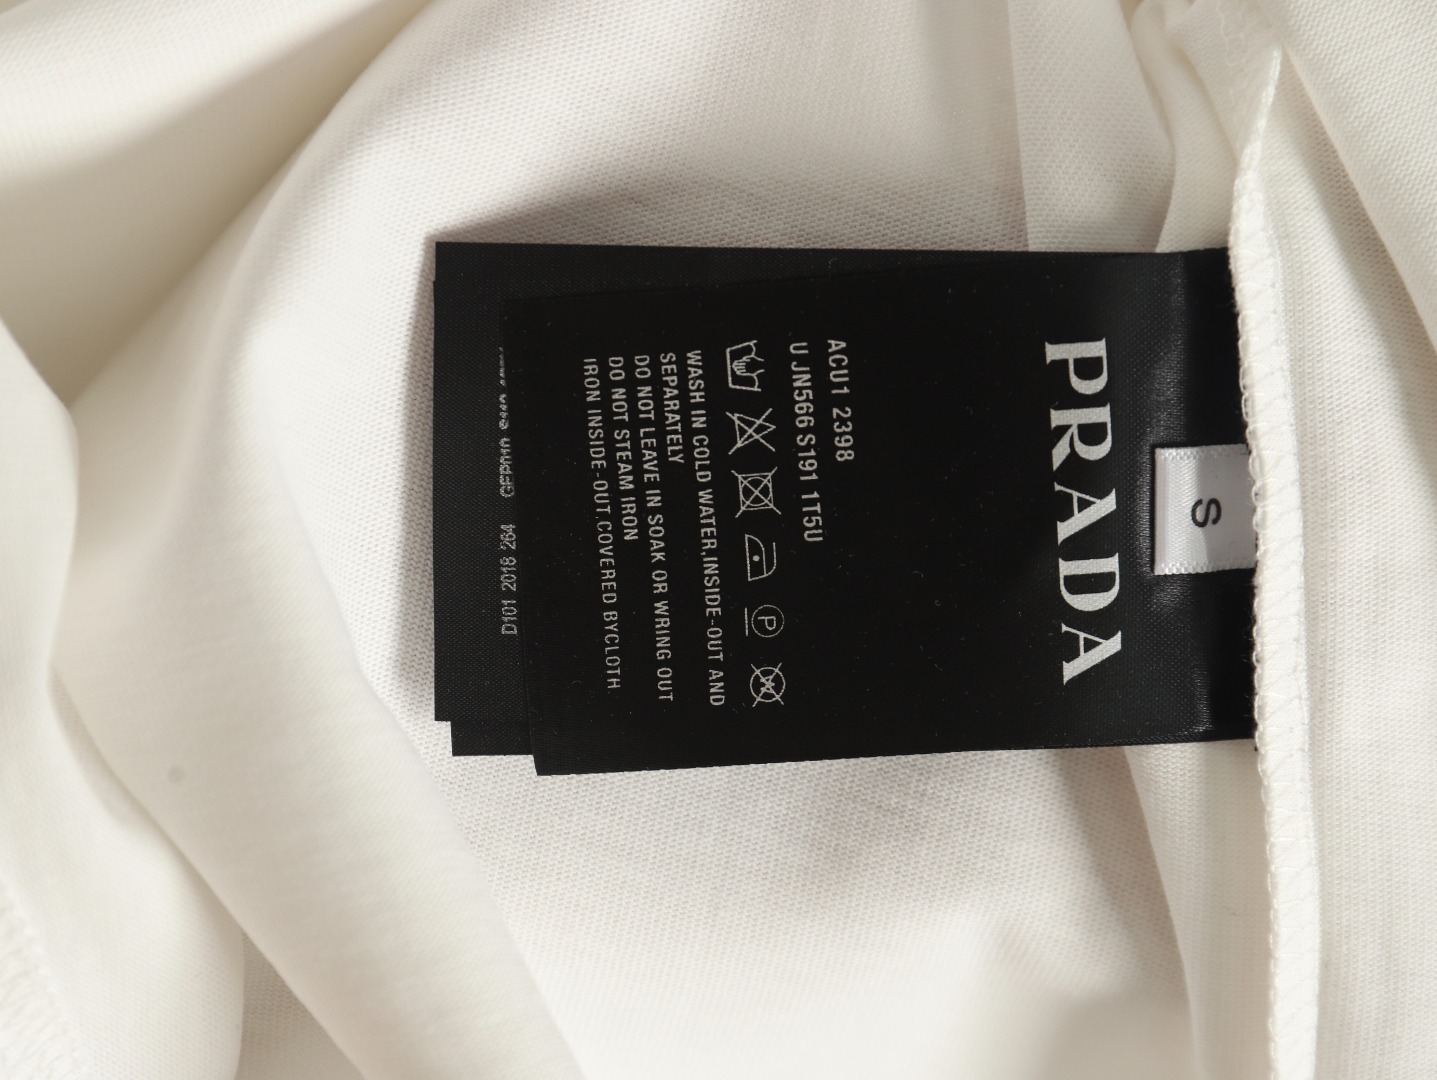 S
PRADA
ACU1 2398
U JN566 S191 1T5U
P
W
WASH IN COLD WATER,INSIDE-OUT AND
SEPARATELY
DO NOT LEAVE IN SOAK OR WRING OUT
DO NOT STEAM IRON
IRON INSIDE-OUT.COVERED BYCLOTH.
D101 2018 264